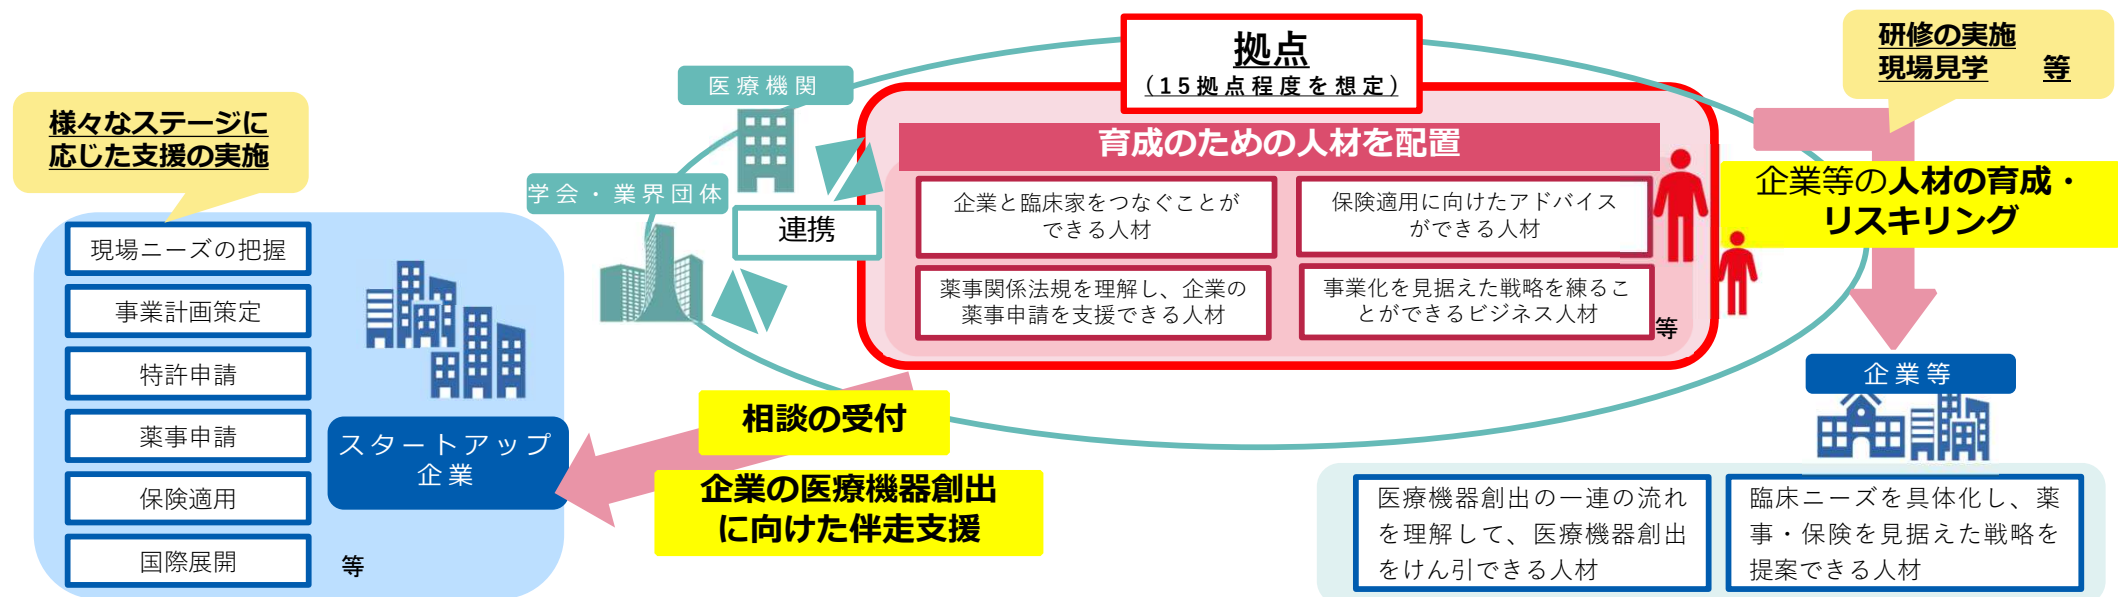 様々なステージに
応じた支援の実施
現場ニーズの把握
事業計画策定
特許申請
薬事申請
保険適用
国際展開
等
スタートアップ
企業
医療機関
学会・業界団体
連携
拠点
（15拠点程度を想定）
育成のための人材を配置
企業と臨床家をつなぐことが
できる人材
保険適用に向けたアドバイス
ができる人材
薬事関係法規を理解し、企業の
薬事申請を支援できる人材
事業化を見据えた戦略を練るこ
とができるビジネス人材
等
相談の受付
企業の医療機器創出
に向けた伴走支援
研修の実施
現場見学　等
企業等の人材の育成・
リスキリング
企業等
医療機器創出の一連の流れ
を理解して、医療機器創出
をけん引できる人材
臨床ニーズを具体化し、薬
事・保険を見据えた戦略を
提案できる人材